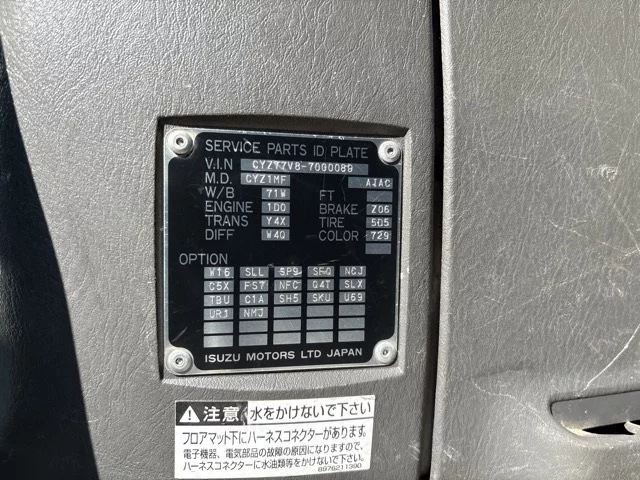 SERVICE PARTS ID PLATE
V.I.N CYZ77V8-7000089
M.D. CYZ1MF AJAC
W/B 71W FT
ENGINE 1D0 BRAKE Z06
TRANS Y4X TIRE 505
DIFF W4Q COLOR 729
OPTION
W16 SLL SP9 SFQ NCJ
C5X FS7 NFC Q4T SLX
TBU C1A SH5 SKU U69
URJ NMJ
ISUZU MOTORS LTD JAPAN
注意 水をかけないで下さい
フロアマット下にハーネスコネクターがあります。
電子機器、電気部品の故障の原因になりますので、
ハーネスコネクターに水油類等をかけないで下さい。
8976211390